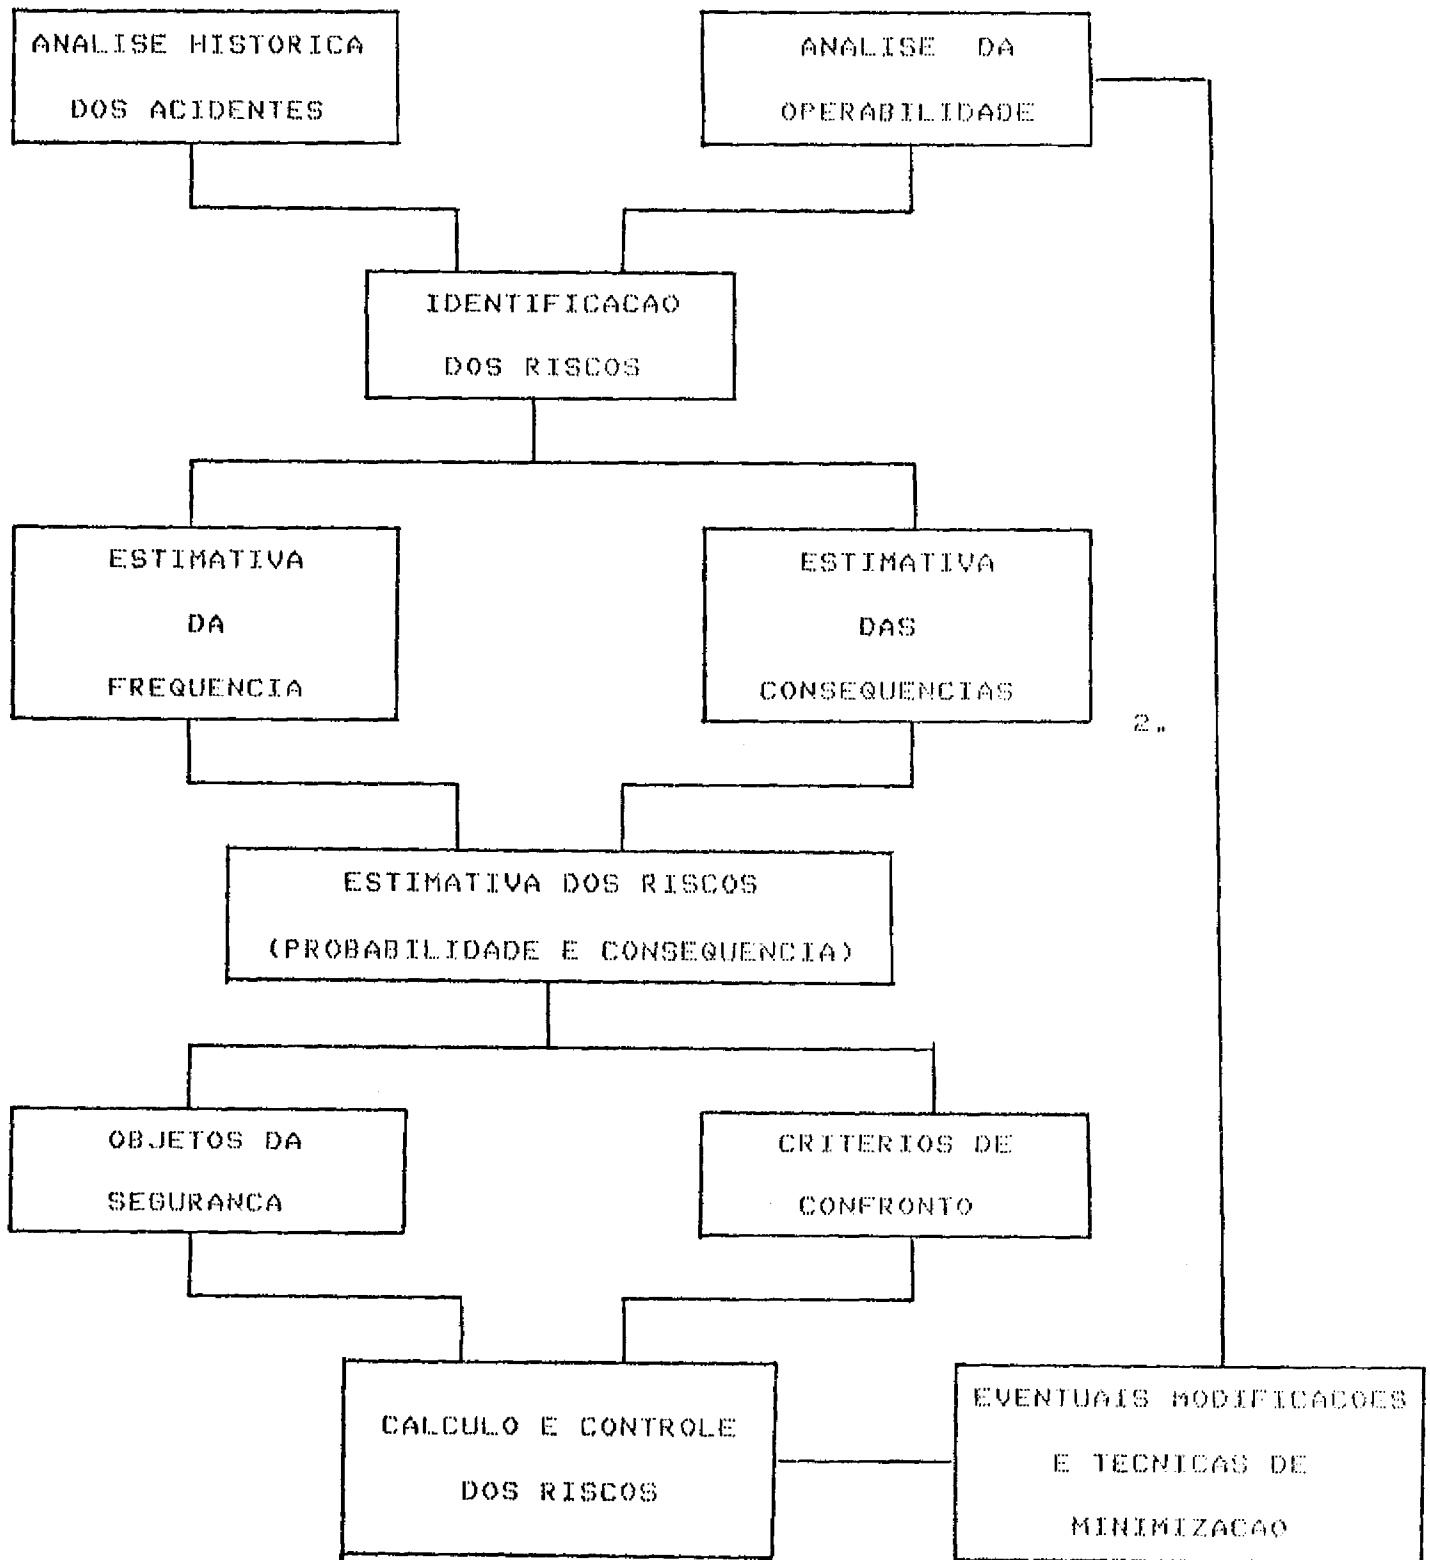 ANALISE HISTORICA
DOS ACIDENTES
ANALISE DA
OPERABILIDADE
IDENTIFICACAO
DOS RISCOS
ESTIMATIVA
DA
FREQUENCIA
ESTIMATIVA
DAS
CONSEQUENCIAS
2.
ESTIMATIVA DOS RISCOS
(PROBABILIDADE E CONSEQUENCIA)
OBJETOS DA
SEGURANCA
CRITERIOS DE
CONFRONTO
CALCULO E CONTROLE
DOS RISCOS
EVENTUAIS MODIFICACOES
E TECNICAS DE
MINIMIZACAO